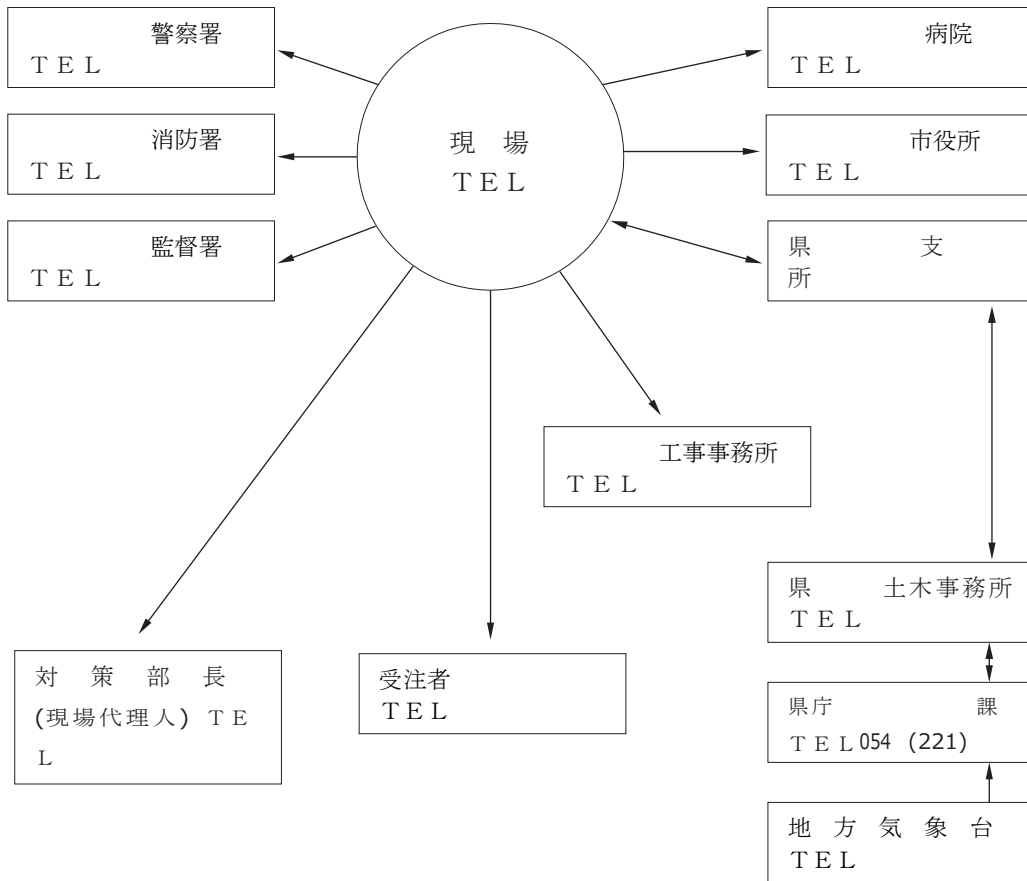 警察署
ＴＥＬ
消防署
ＴＥＬ
監督署
ＴＥＬ
現　場
ＴＥＬ
病院
ＴＥＬ
市役所
ＴＥＬ
県　　　　　支
所
工事事務所
ＴＥＬ
県　　　土木事務所
ＴＥＬ
対　策　部　長
(現場代理人) ＴＥ
Ｌ
受注者
ＴＥＬ
県庁　　　　　　　課
ＴＥＬ054 (221)
地　方　気　象　台
ＴＥＬ